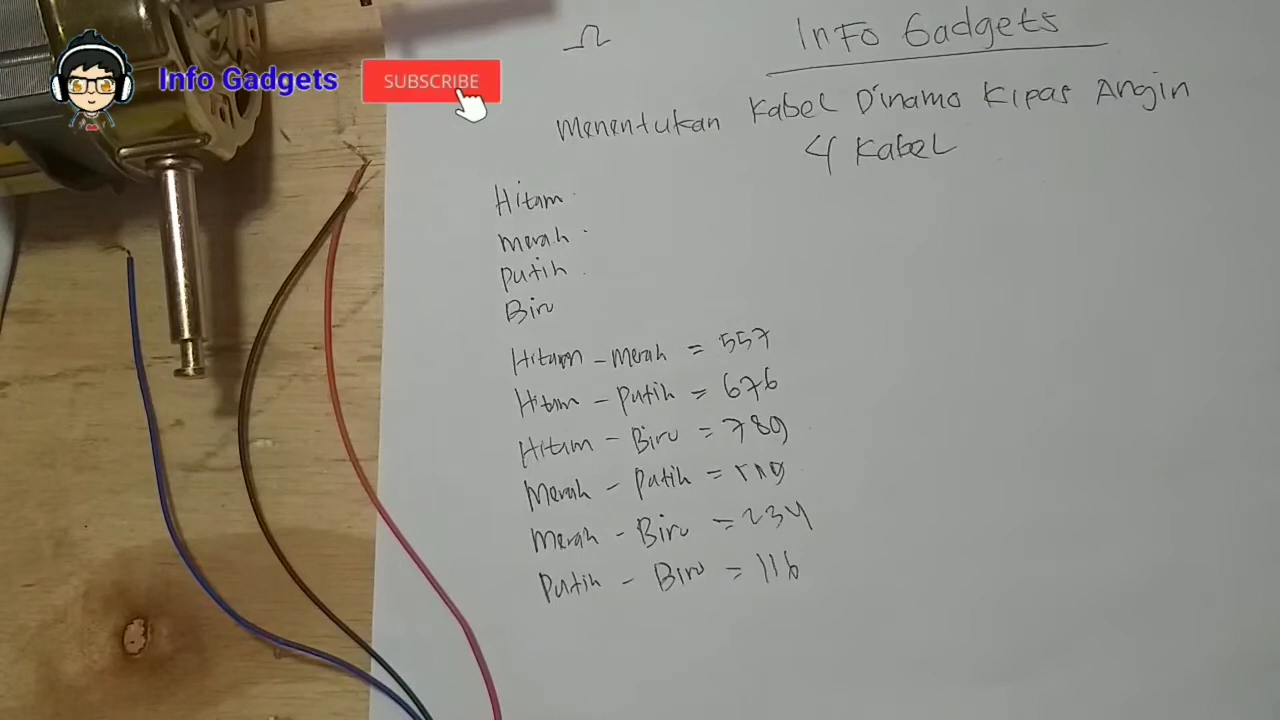 Info Gadgets
SUBSCRIBE
Ω
Info Gadgets
Menentukan Kabel Dinamo Kipas Angin
4 Kabel
Hitam
merah
putih
Biru
Hitam - Merah = 557
Hitam - Putih = 676
Hitam - Biru = 789
Merah - Putih =
Merah - Biru = 234
Putih - Biru = 116